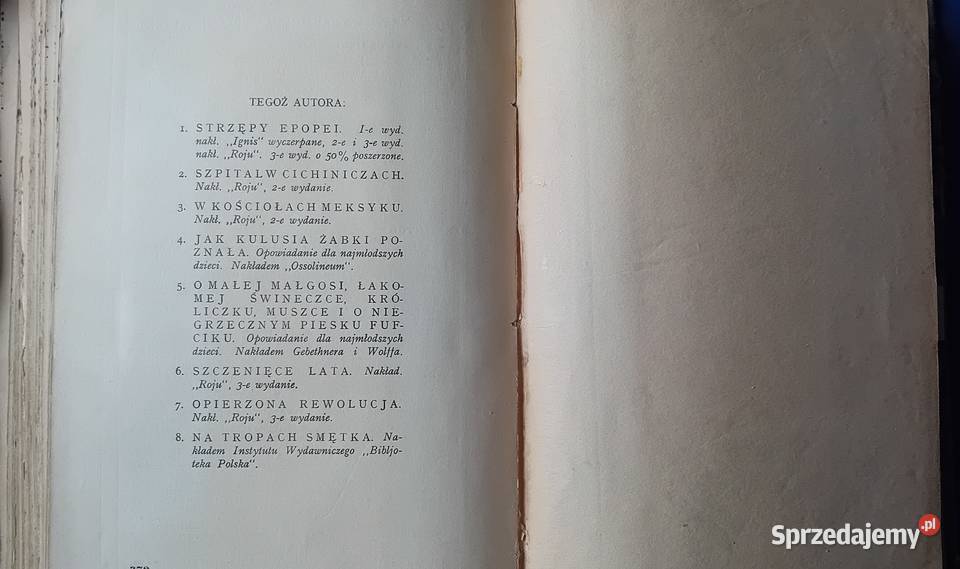 TEGOŻ AUTORA:
1. STRZĘPY EPOPEI. I-e wyd.
nakł. „Ignis" wyczerpane, 2-e i 3-e wyd.
nakł. „Roju". 3-e wyd. o 50% poszerzone.
2. SZPITAL W CICHINICZACH.
Nakł. „Roju", 2-e wydanie.
3. W KOŚCIOŁACH MEKSYKU.
Nakł. „Roju", 2-e wydanie.
4. JAK KULUSIA ŻABKI PO-
ZNAŁA. Opowiadanie dla najmłodszych
dzieci. Nakładem „Ossolineum".
5. O MAŁEJ MAŁGOSI, ŁAKO-
MEJ ŚWINECZCE, KRÓ-
LICZKU, MUSZCE I O NIE-
GRZECZNYM PIESKU FUF-
CIKU. Opowiadanie dla najmłodszych
dzieci. Nakładem Gebethnera i Wolffa.
6. SZCZENIĘCE LATA. Nakład.
„Roju", 3-e wydanie.
7. OPIERZONA REWOLUCJA.
Nakł. „Roju", 3-e wydanie.
8. NA TROPACH SMĘTKA. Na-
kładem Instytutu Wydawniczego „Bibljo-
teka Polska".
Sprzedajemy.pl